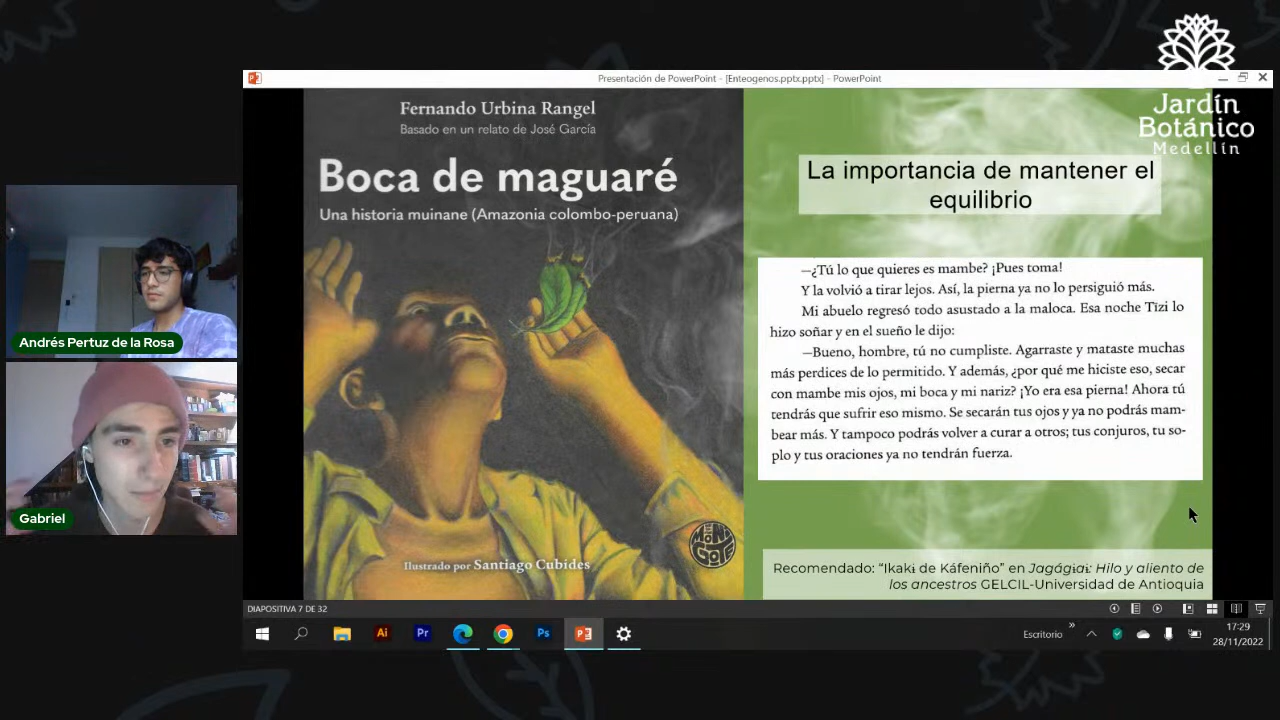 Presentación de PowerPoint - [Enteogenos.pptx.pptx] - PowerPoint
Jardín
Botánico
Medellín
Fernando Urbina Rangel
Basado en un relato de José García
Boca de maguaré
Una historia muinane (Amazonia colombo-peruana)
Ilustrado por Santiago Cubides
MONI
GOTE
La importancia de mantener el
equilibrio
—¿Tú lo que quieres es mambe? ¡Pues toma!
Y la volvió a tirar lejos. Así, la pierna ya no lo persiguió más.
Mi abuelo regresó todo asustado a la maloca. Esa noche Tɨzi lo
hizo soñar y en el sueño le dijo:
—Bueno, hombre, tú no cumpliste. Agarraste y mataste muchas
más perdices de lo permitido. Y además, ¿por qué me hiciste eso, secar
con mambe mis ojos, mi boca y mi nariz? ¡Yo era esa pierna! Ahora tú
tendrás que sufrir eso mismo. Se secarán tus ojos y ya no podrás mam-
bear más. Y tampoco podrás volver a curar a otros; tus conjuros, tu so-
plo y tus oraciones ya no tendrán fuerza.
Recomendado: “Ikakɨ de Káfeniño” en Jagágɨaɨ: Hilo y aliento de
los ancestros GELCIL-Universidad de Antioquia
Andrés Pertuz de la Rosa
Gabriel
DIAPOSITIVA 7 DE 32
Ai
Pr
Ps
Escritorio
17:29
28/11/2022